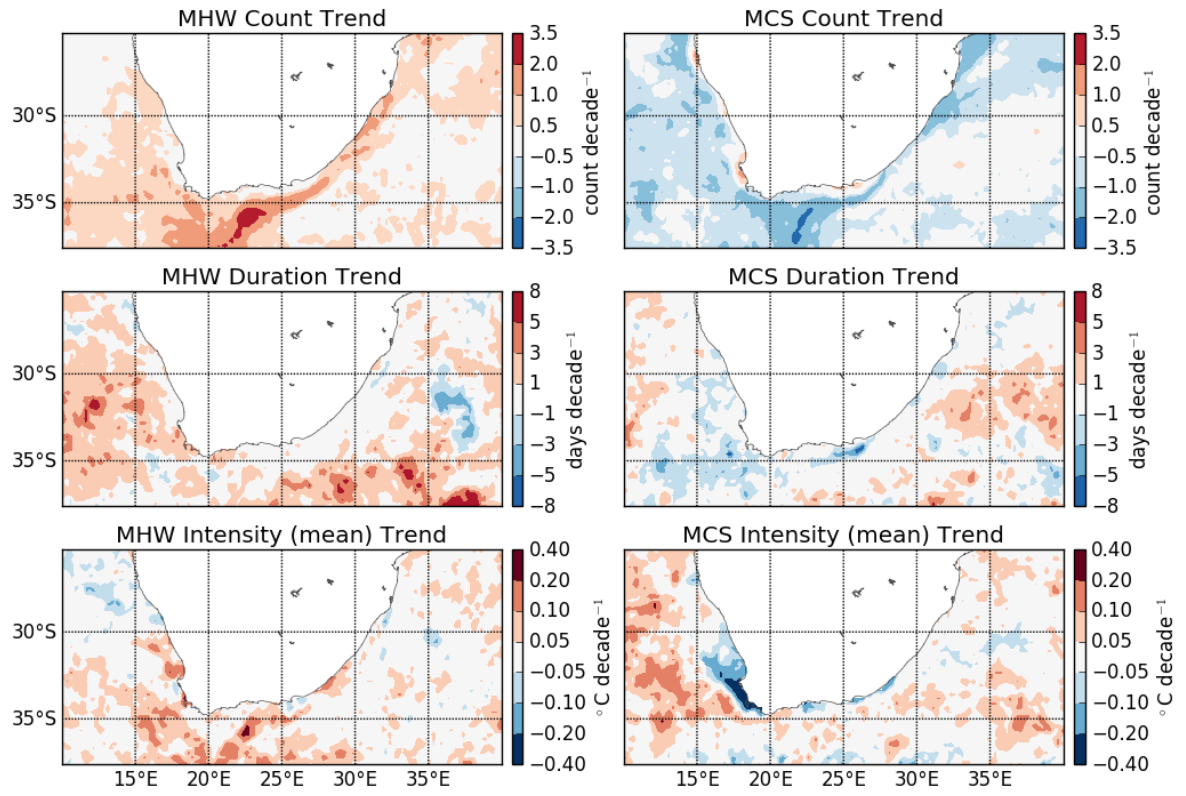 MHW Count Trend
MCS Count Trend
30°S
35°S
3.5
2.0
1.0
0.5
−0.5
−1.0
−2.0
−3.5
count decade⁻¹
3.5
2.0
1.0
0.5
−0.5
−1.0
−2.0
−3.5
count decade⁻¹
MHW Duration Trend
MCS Duration Trend
30°S
35°S
8
5
3
1
−1
−3
−5
−8
days decade⁻¹
8
5
3
1
−1
−3
−5
−8
days decade⁻¹
MHW Intensity (mean) Trend
MCS Intensity (mean) Trend
30°S
35°S
0.40
0.20
0.10
0.05
−0.05
−0.10
−0.20
−0.40
°C decade⁻¹
0.40
0.20
0.10
0.05
−0.05
−0.10
−0.20
−0.40
°C decade⁻¹
15°E 20°E 25°E 30°E 35°E
15°E 20°E 25°E 30°E 35°E